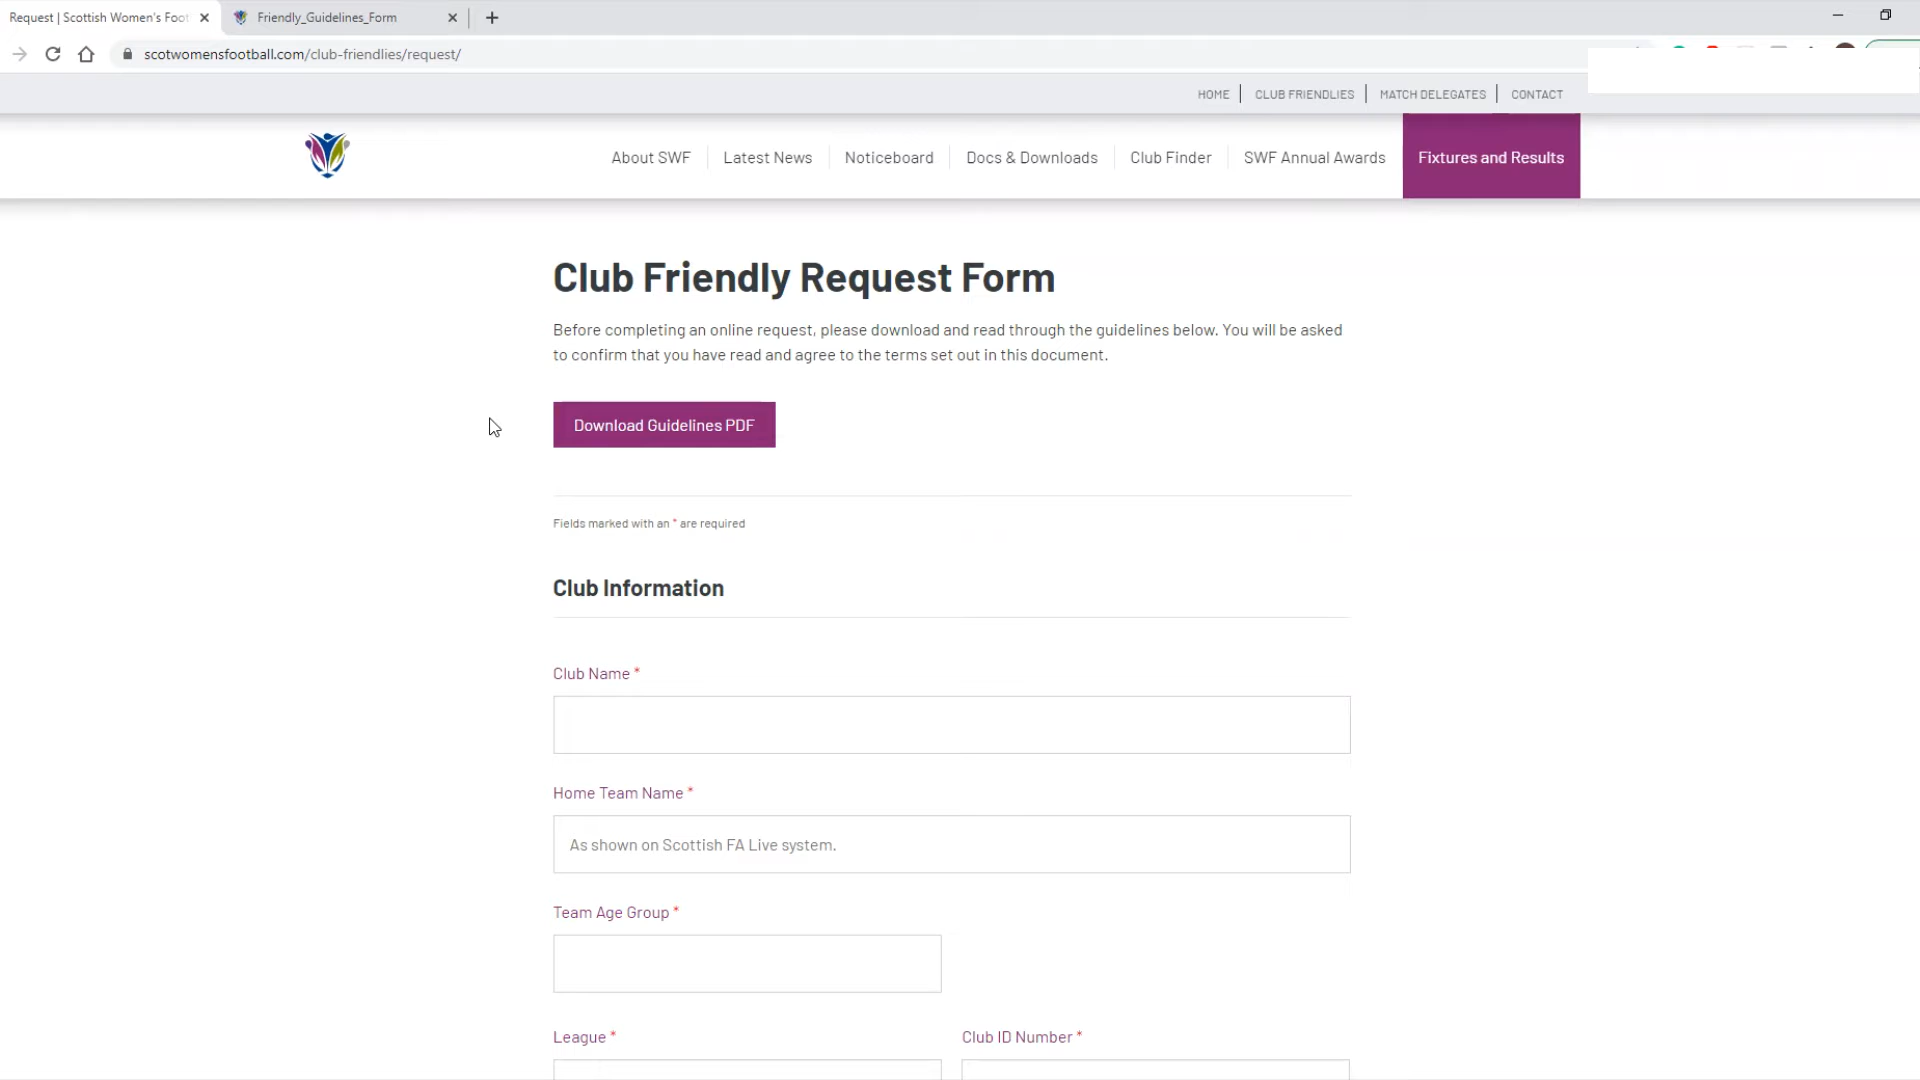 Request | Scottish Women's Foot
Friendly_Guidelines_Form
scotwomensfootball.com/club-friendlies/request/
HOME
CLUB FRIENDLIES
MATCH DELEGATES
CONTACT
About SWF
Latest News
Noticeboard
Docs & Downloads
Club Finder
SWF Annual Awards
Fixtures and Results
Club Friendly Request Form
Before completing an online request, please download and read through the guidelines below. You will be asked
to confirm that you have read and agree to the terms set out in this document.
Download Guidelines PDF
Fields marked with an * are required
Club Information
Club Name *
Home Team Name *
As shown on Scottish FA Live system.
Team Age Group *
League *
Club ID Number *